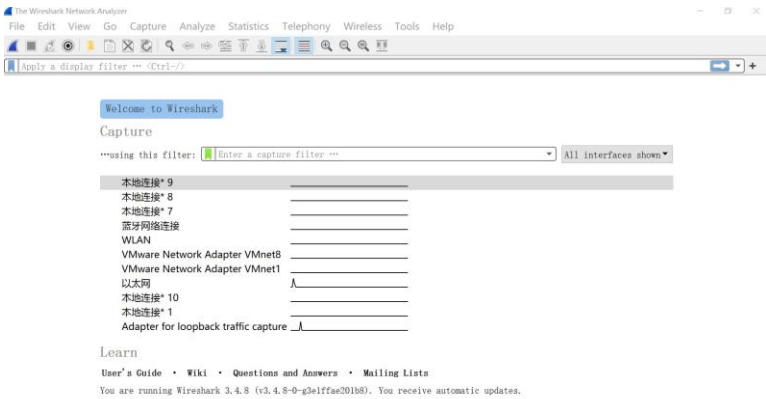 The Wireshark Network Analyzer
File Edit View Go Capture Analyze Statistics Telephony Wireless Tools Help
Apply a display filter … <Ctrl-/>
Welcome to Wireshark
Capture
…using this filter: Enter a capture filter … All interfaces shown
本地连接* 9
本地连接* 8
本地连接* 7
蓝牙网络连接
WLAN
VMware Network Adapter VMnet8
VMware Network Adapter VMnet1
以太网
本地连接* 10
本地连接* 1
Adapter for loopback traffic capture
Learn
User's Guide · Wiki · Questions and Answers · Mailing Lists
You are running Wireshark 3.4.8 (v3.4.8-0-g3e1ffae201b8). You receive automatic updates.